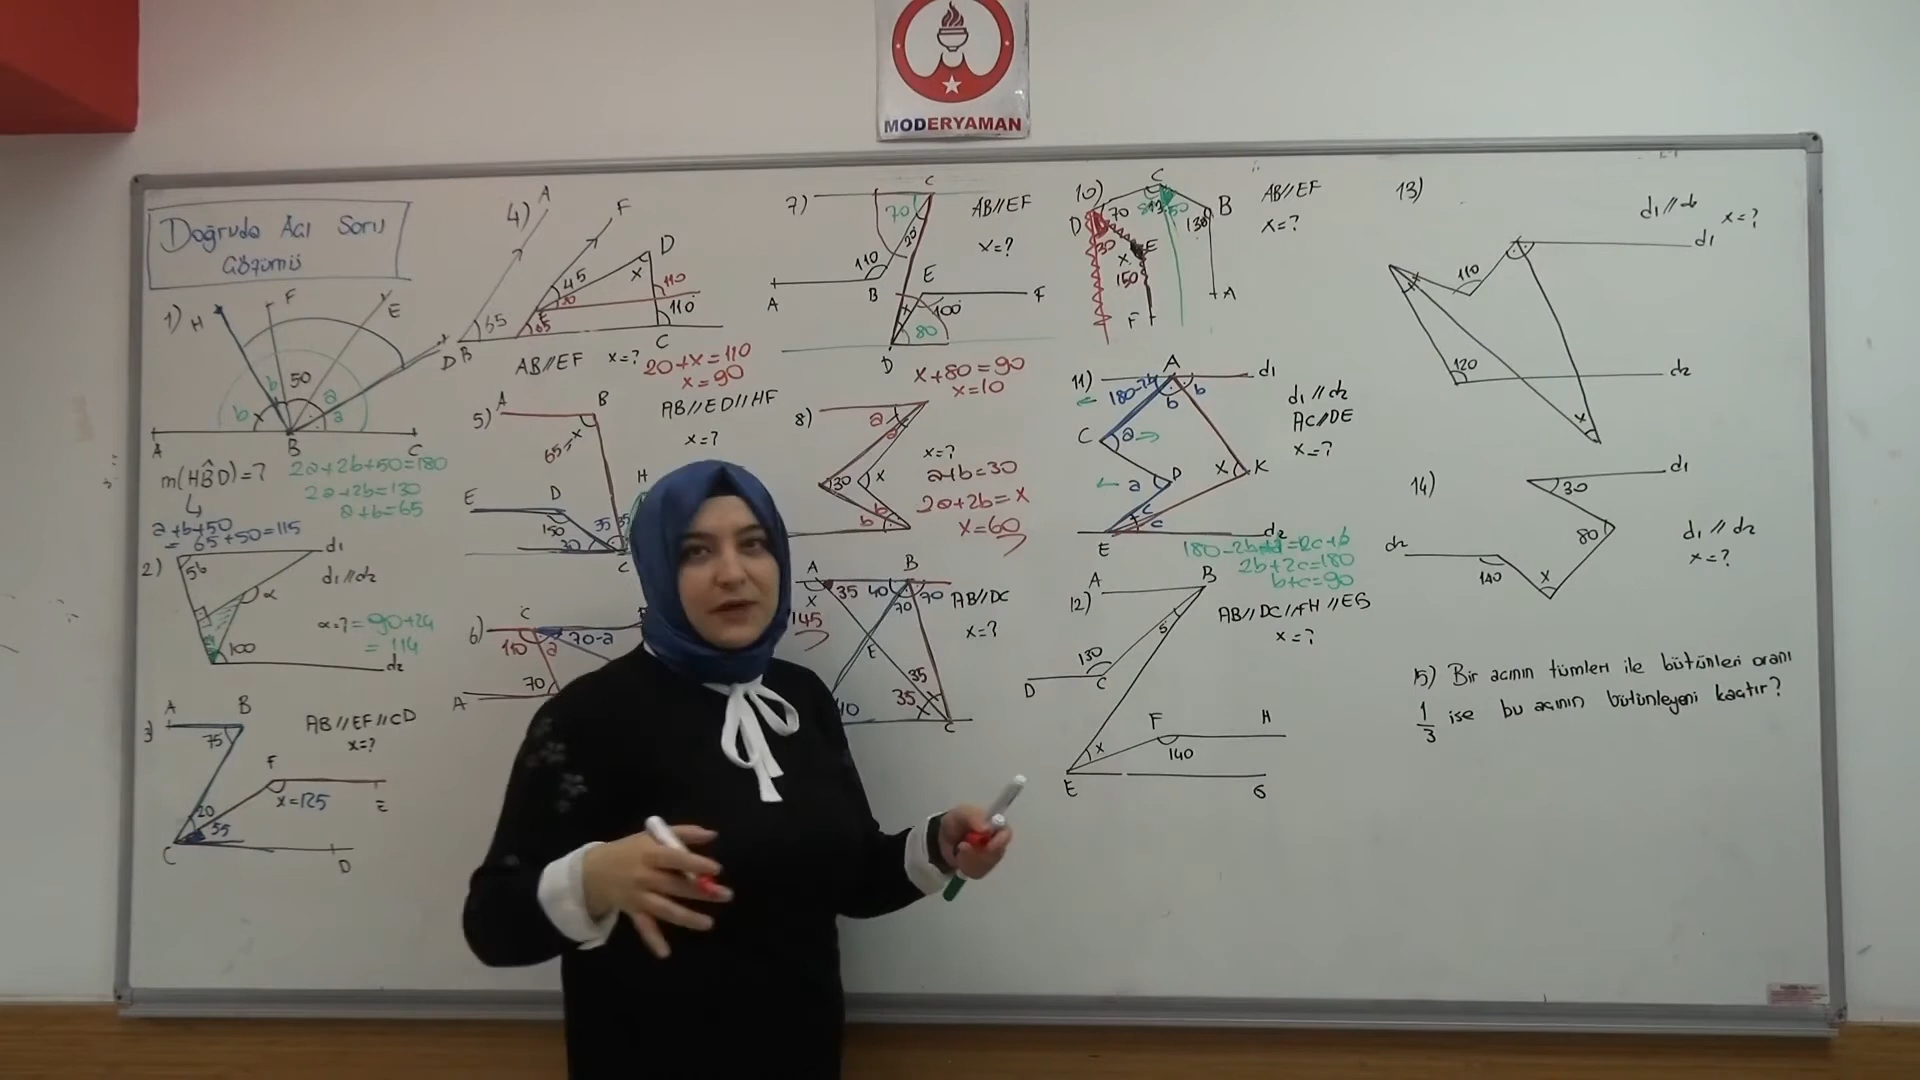 MODERYAMAN
Doğruda Açı Soru
Çözümü
1) H F E D
b 50 a
b x a
A B C
m(HBD)=?
2a+2b+50=180
2a+2b=130
a+b=65
a+b+50
= 65+50=115
2) 56 d1
d1//d2
α
α=?=90+24
=114
100 d2
3) A B
75
AB//EF//CD
x=?
F
x=125 E
20
55
C D
4) A F D
45 x 110
20 110
65 E 65
B C
AB//EF x=?
20+x=110
x=90
5) A B
AB//ED//HF
x=?
65=x
H
E D
150 35 35
30
C
6) C
110 a 70-a
70
A
7) C
70
20
AB//EF
x=?
110
A B E F
x 100
80
D
x+80=90
x=10
8) a
a
x=?
30 x
a+b=30
2a+2b=x
x=60
b
b
A B
x 35 40 70
145 70
AB//DC
x=?
E
35
35
C
10) C
D 70 50 B
130
AB//EF
x=?
30 E
x
150
F A
11) A d1
180-2b b b
d1//d2
AC//DE
x=?
C a
a D x K
c
c
E d2
2b+2c=180
b+c=90
12) A B
AB//DC//FH//EG
x=?
5
130
D C
F H
x 140
E G
13) d1//d2
x=?
d1
110
120 d2
x
14) d1
30
80
d1//d2
x=?
d2
140 x
15) Bir açının tümleri ile bütünleri oranı
1/3 ise bu açının bütünleyeni kaçtır?